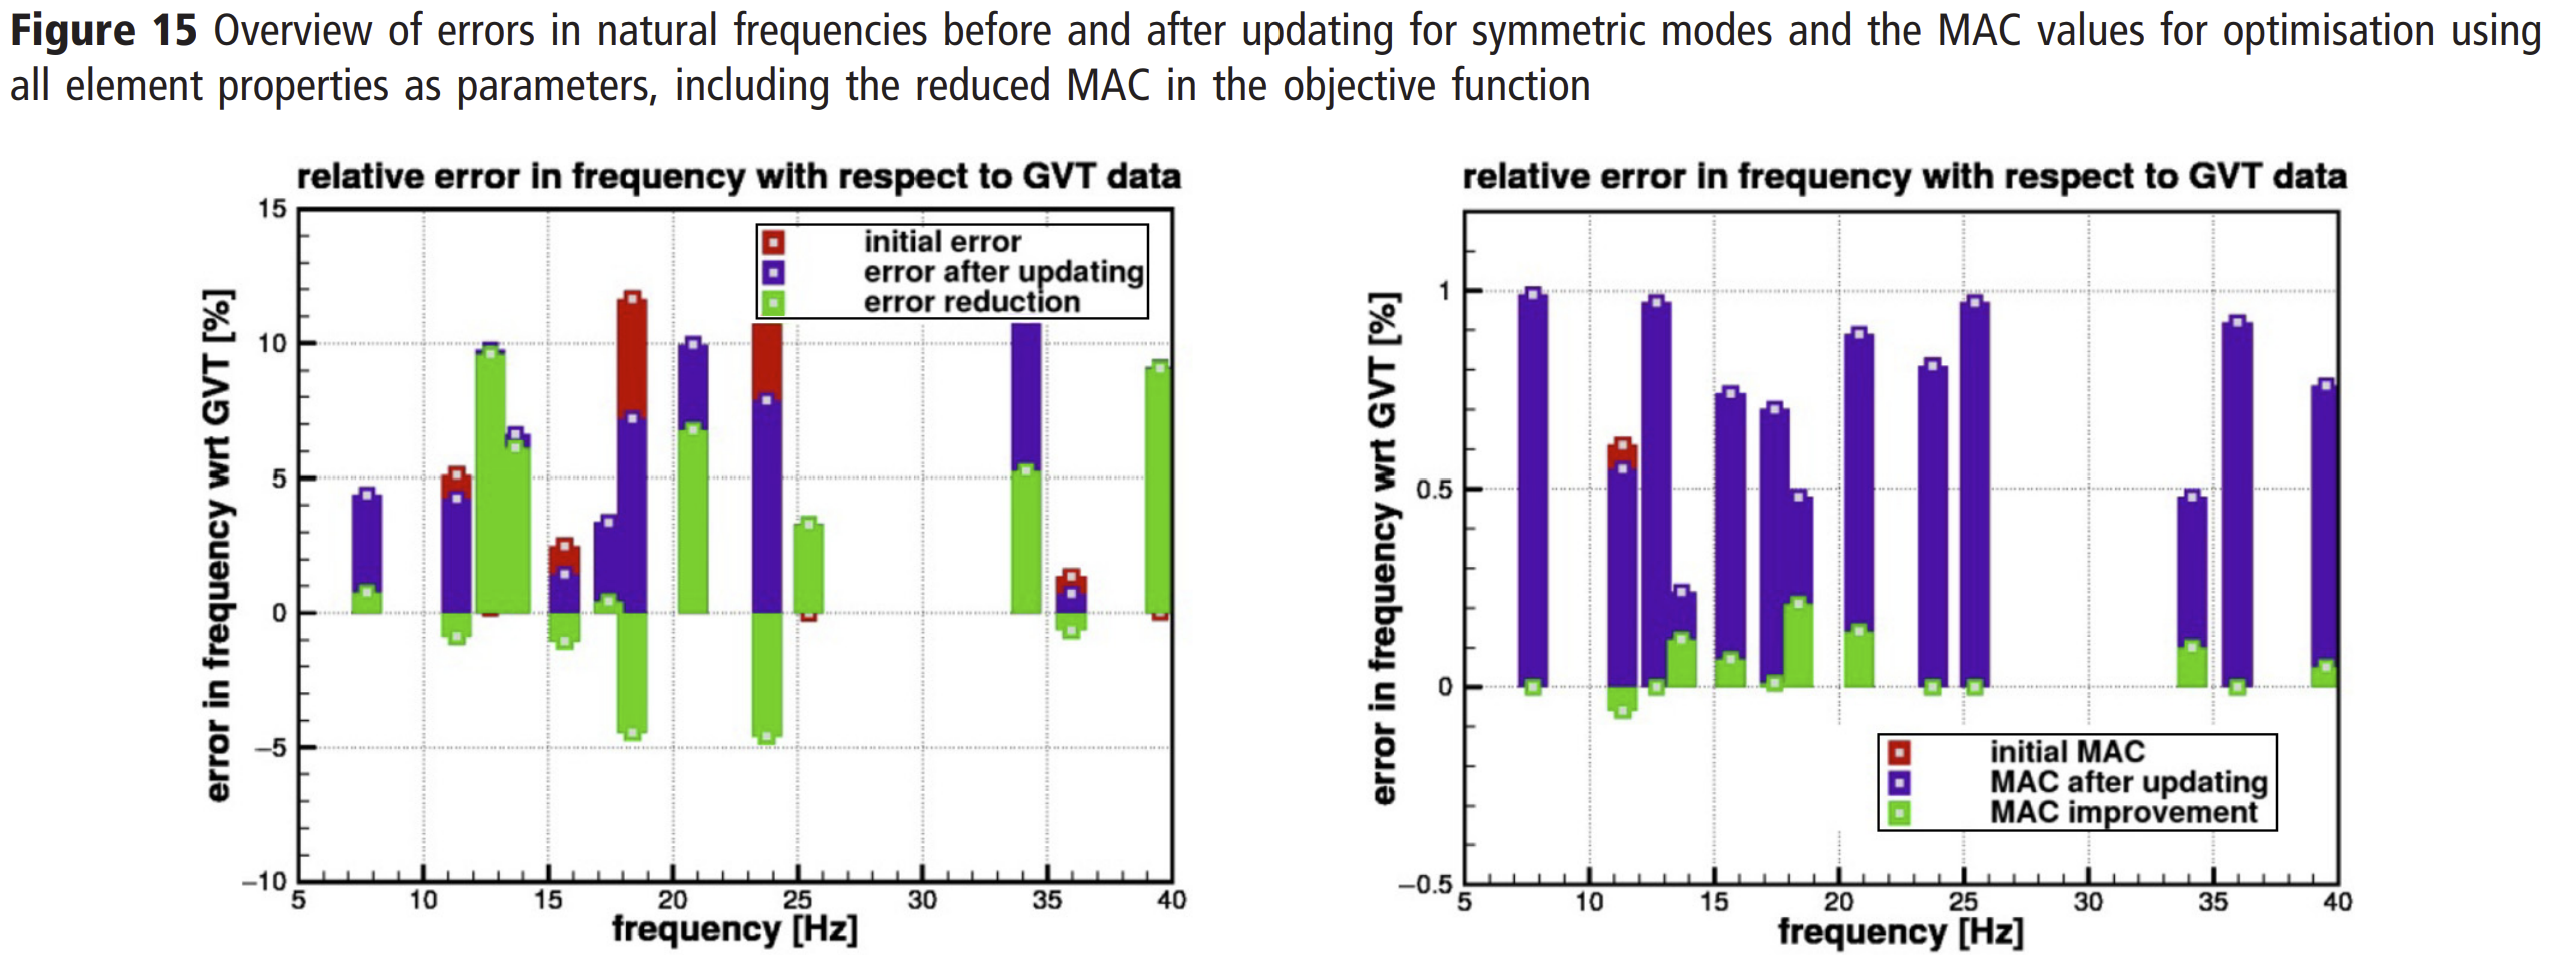 Figure 15 Overview of errors in natural frequencies before and after updating for symmetric modes and the MAC values for optimisation using
all element properties as parameters, including the reduced MAC in the objective function
relative error in frequency with respect to GVT data
error in frequency wrt GVT [%]
15
10
5
0
−5
−10
initial error
error after updating
error reduction
5 10 15 20 25 30 35 40
frequency [Hz]
relative error in frequency with respect to GVT data
error in frequency wrt GVT [%]
1
0.5
0
−0.5
initial MAC
MAC after updating
MAC improvement
5 10 15 20 25 30 35 40
frequency [Hz]